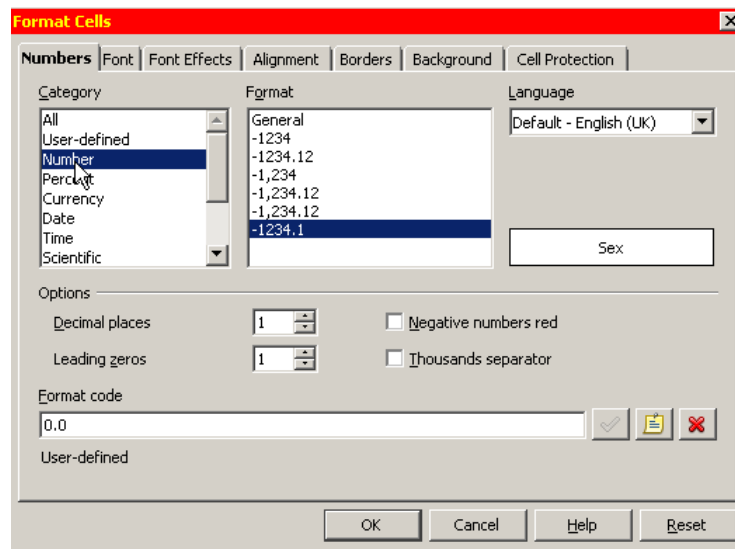 Format Cells
Numbers Font Font Effects Alignment Borders Background Cell Protection
Category Format Language
All
User-defined
Number
Percent
Currency
Date
Time
Scientific
General
-1234
-1234.12
-1,234
-1,234.12
-1,234.12
-1234.1
Default - English (UK)
Sex
Options
Decimal places 1 Negative numbers red
Leading zeros 1 Thousands separator
Format code
0.0
User-defined
OK Cancel Help Reset